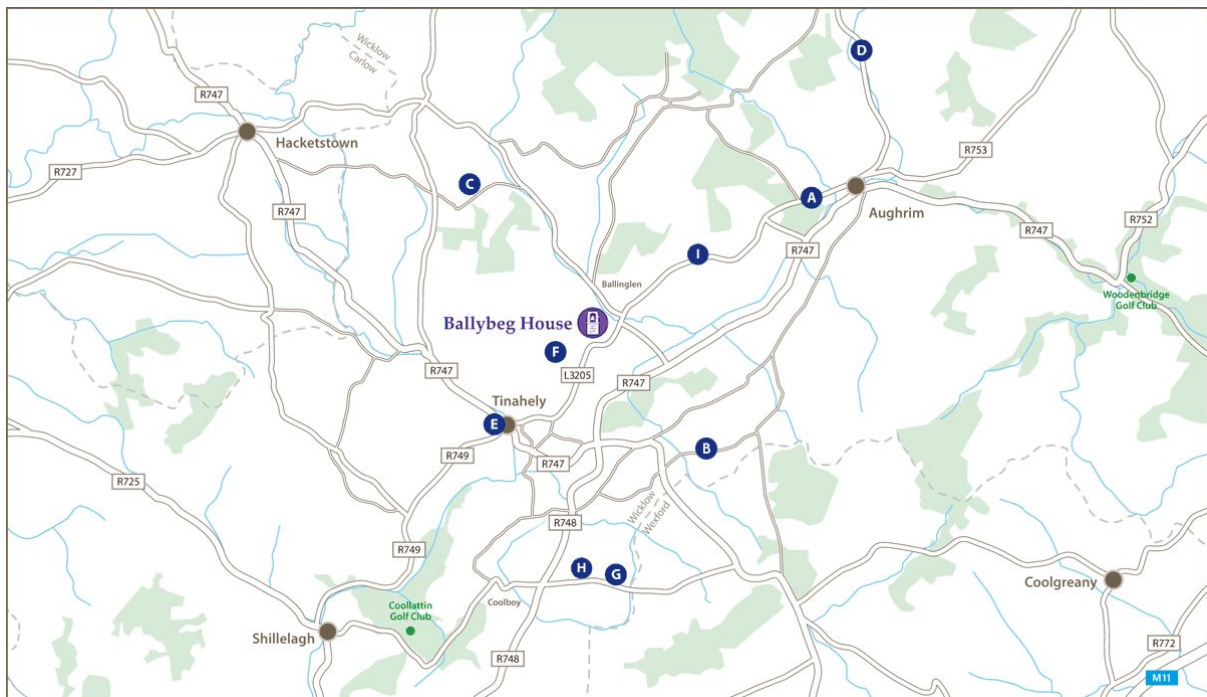 D
Wicklow
Carlow
R747
Hacketstown
R753
R727
C
A
Aughrim
R747
R752
R747
R747
I
Ballinglen
Woodenbridge
Golf Club
Ballybeg House
F
R747
L3205
R747
Tinahely
E
B
R749
R747
R725
Wicklow
Wexford
R748
R749
H
G
Coolgreany
Coolboy
Coollattin
Golf Club
Shillelagh
R748
R772
M11